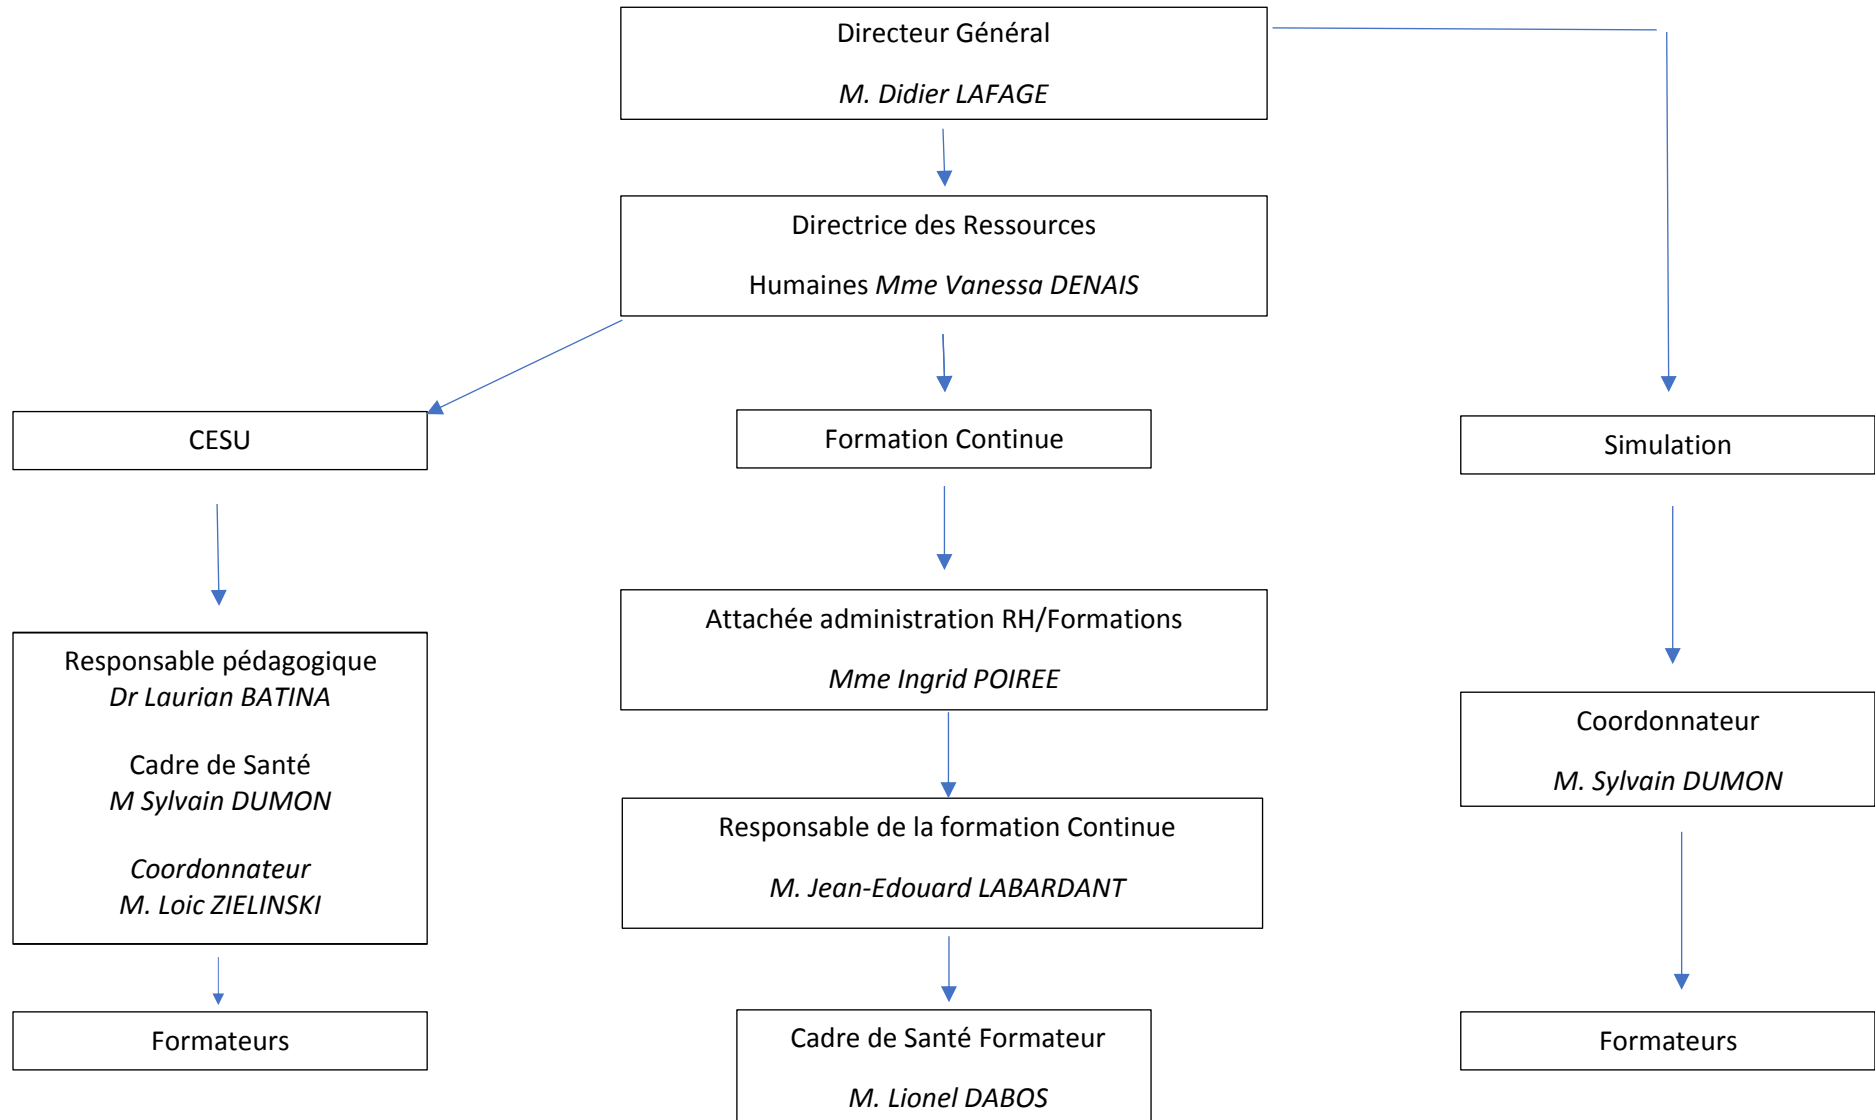 Directeur Général
M. Didier LAFAGE
Directrice des Ressources
Humaines Mme Vanessa DENAIS
CESU
Formation Continue
Simulation
Responsable pédagogique
Dr Laurian BATINA
Cadre de Santé
M Sylvain DUMON
Coordonnateur
M. Loic ZIELINSKI
Attachée administration RH/Formations
Mme Ingrid POIREE
Responsable de la formation Continue
M. Jean-Edouard LABARDANT
Coordonnateur
M. Sylvain DUMON
Formateurs
Cadre de Santé Formateur
M. Lionel DABOS
Formateurs